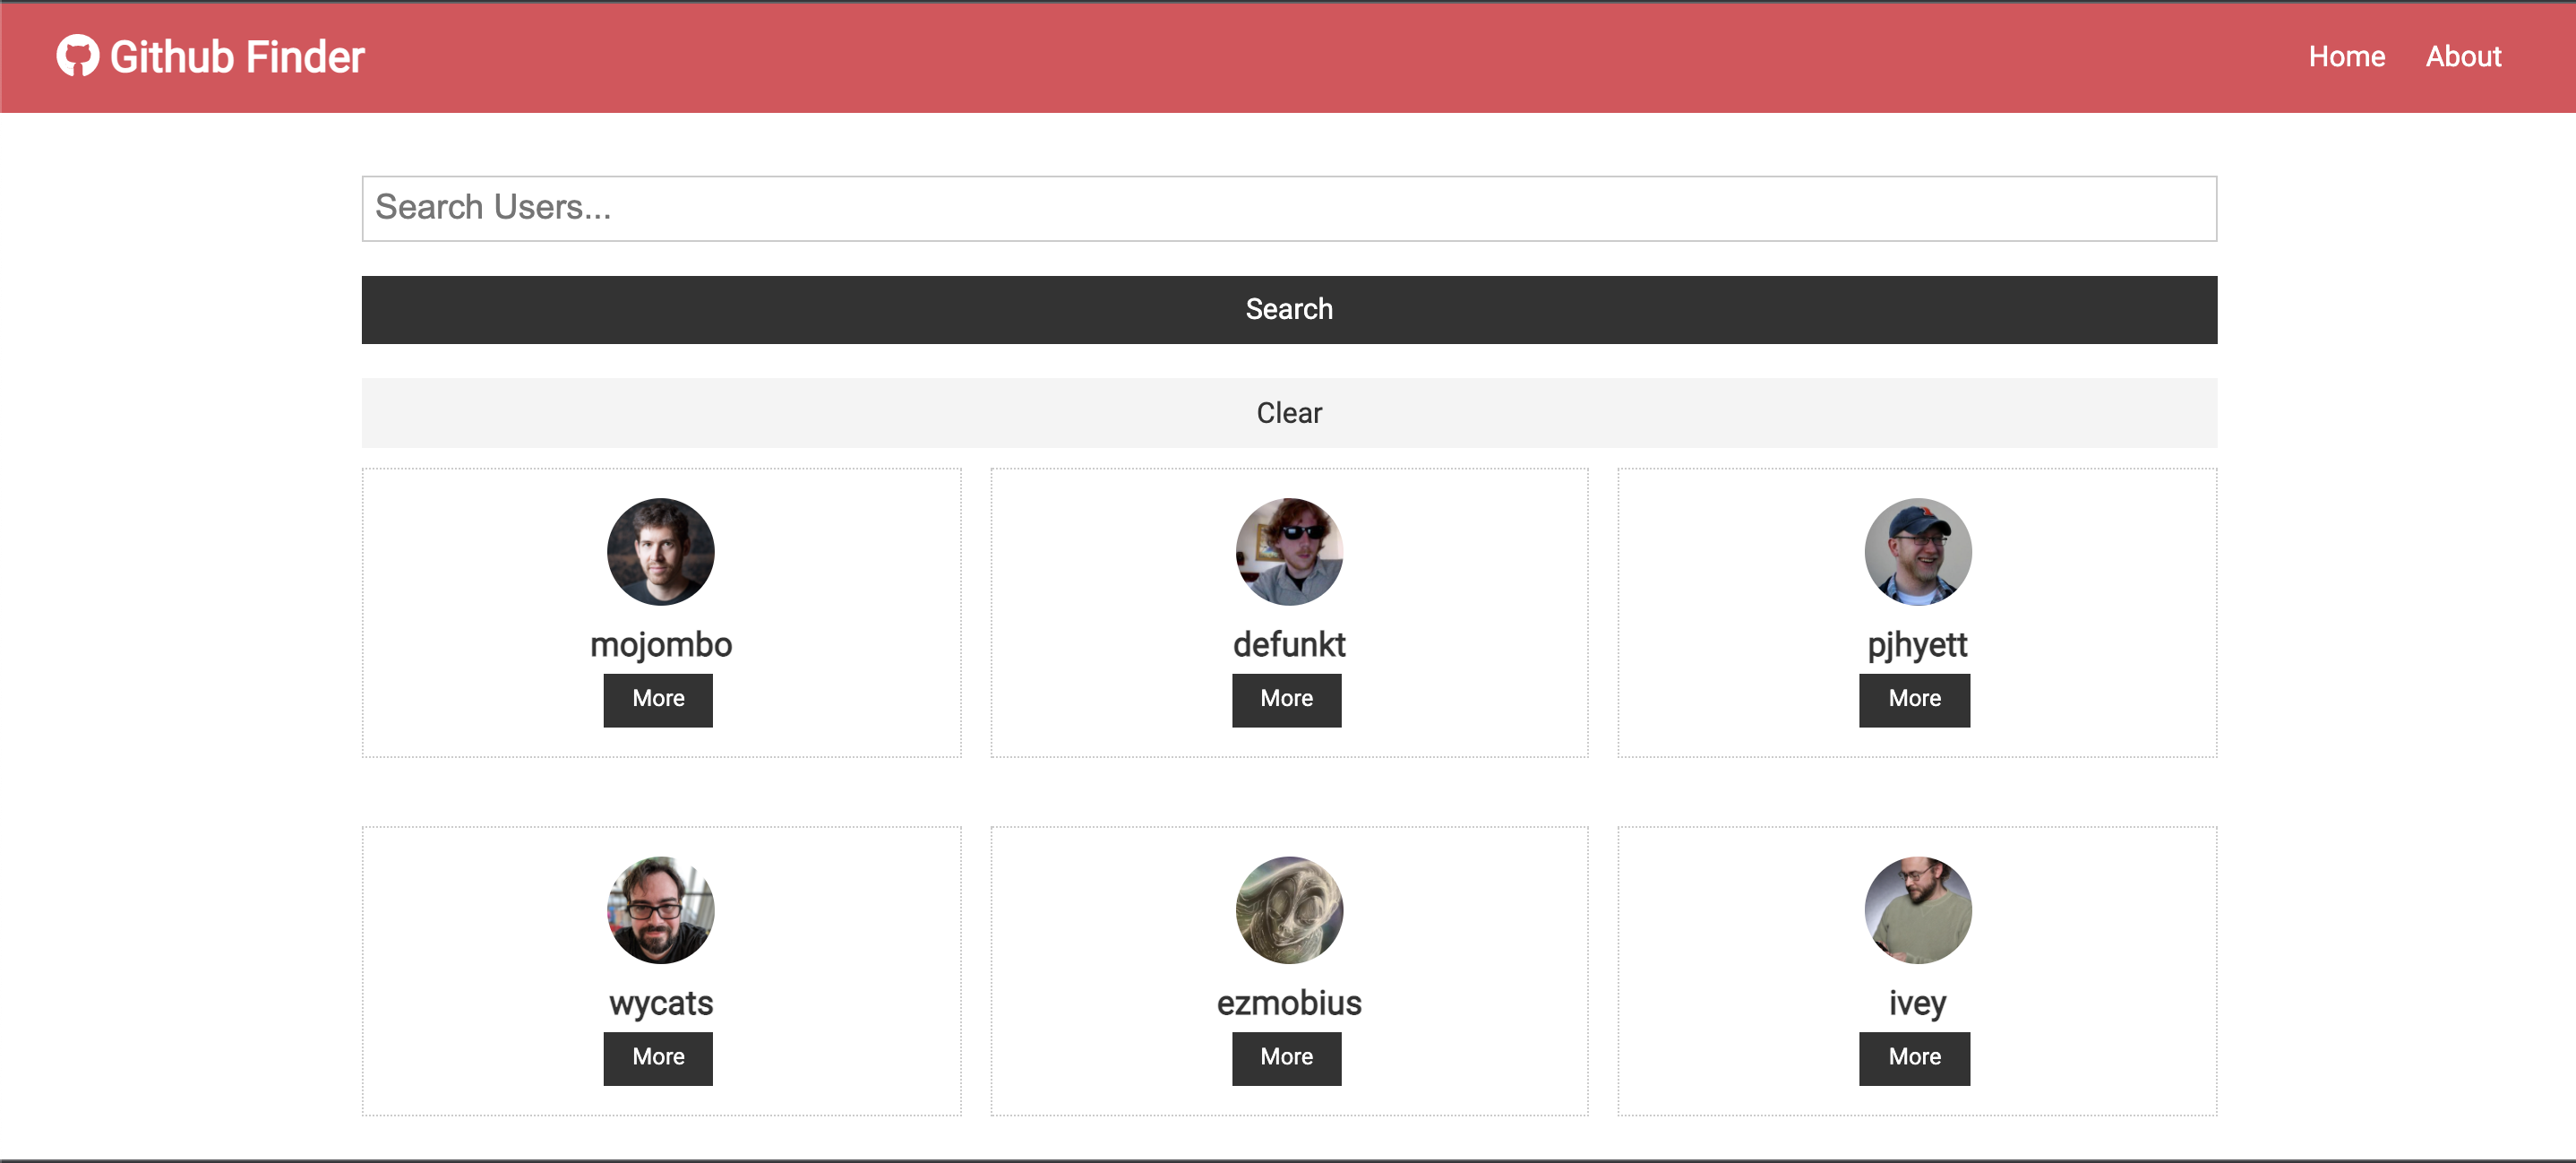 Github Finder
Home About
Search Users...
Search
Clear
mojombo
More
defunkt
More
pjhyett
More
wycats
More
ezmobius
More
ivey
More